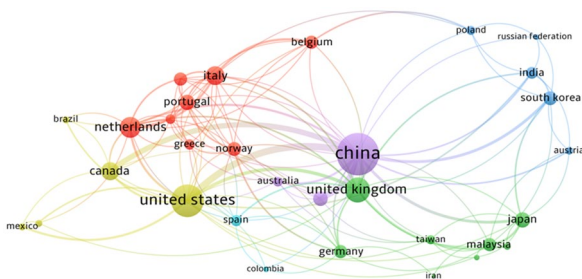 poland
russian federation
belgium
italy
india
portugal
south korea
brazil
netherlands
greece
norway
china
austria
canada
australia
united kingdom
united states
spain
japan
mexico
taiwan
malaysia
germany
colombia
iran